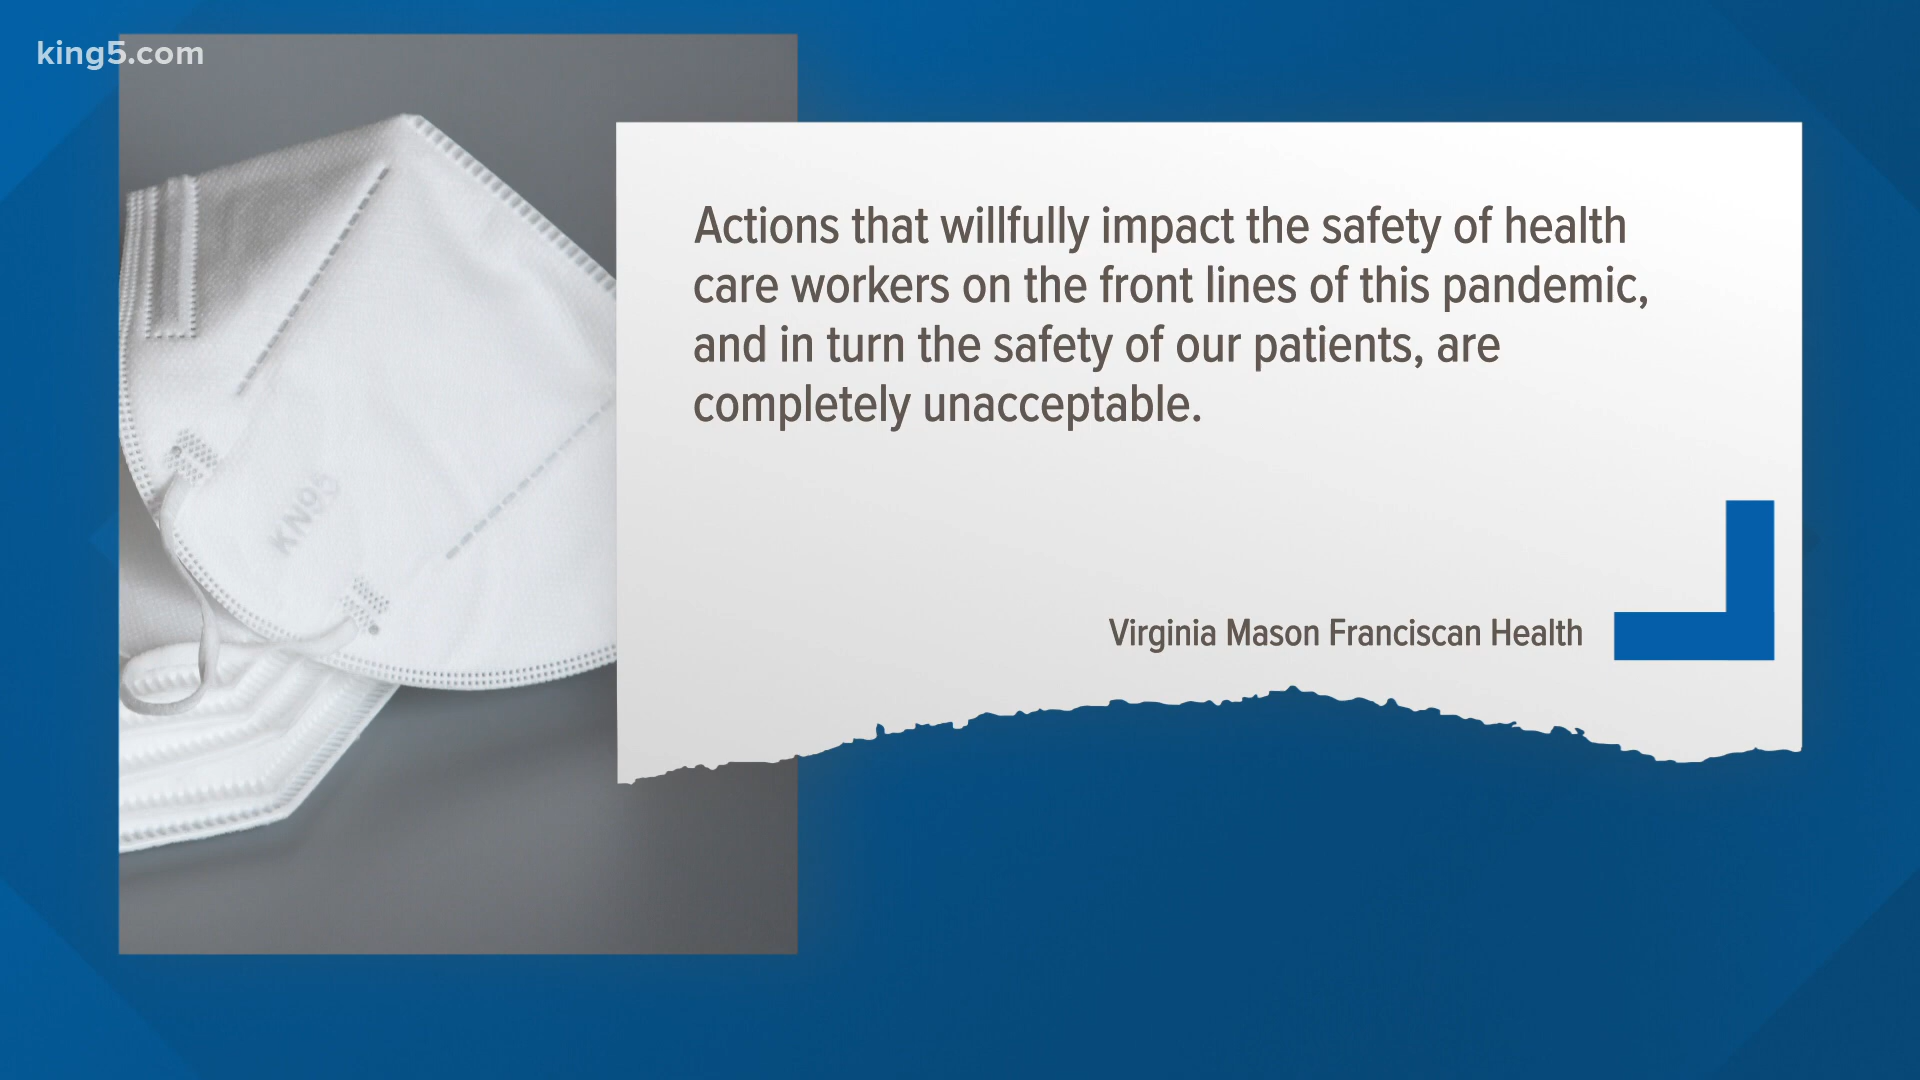 king5.com
Actions that willfully impact the safety of health
care workers on the front lines of this pandemic,
and in turn the safety of our patients, are
completely unacceptable.
KN95
Virginia Mason Franciscan Health